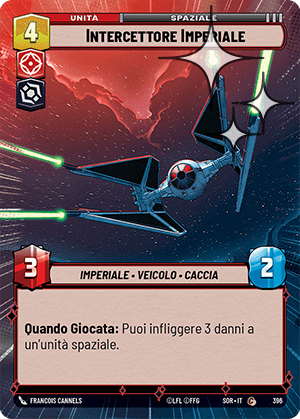 UNITÀ SPAZIALE
4
INTERCETTORE IMPERIALE
3
2
IMPERIALE • VEICOLO • CACCIA
Quando Giocata: Puoi infliggere 3 danni a
un'unità spaziale.
FRANCOIS CANNELS ©LFL ©FFG SOR • IT C 396